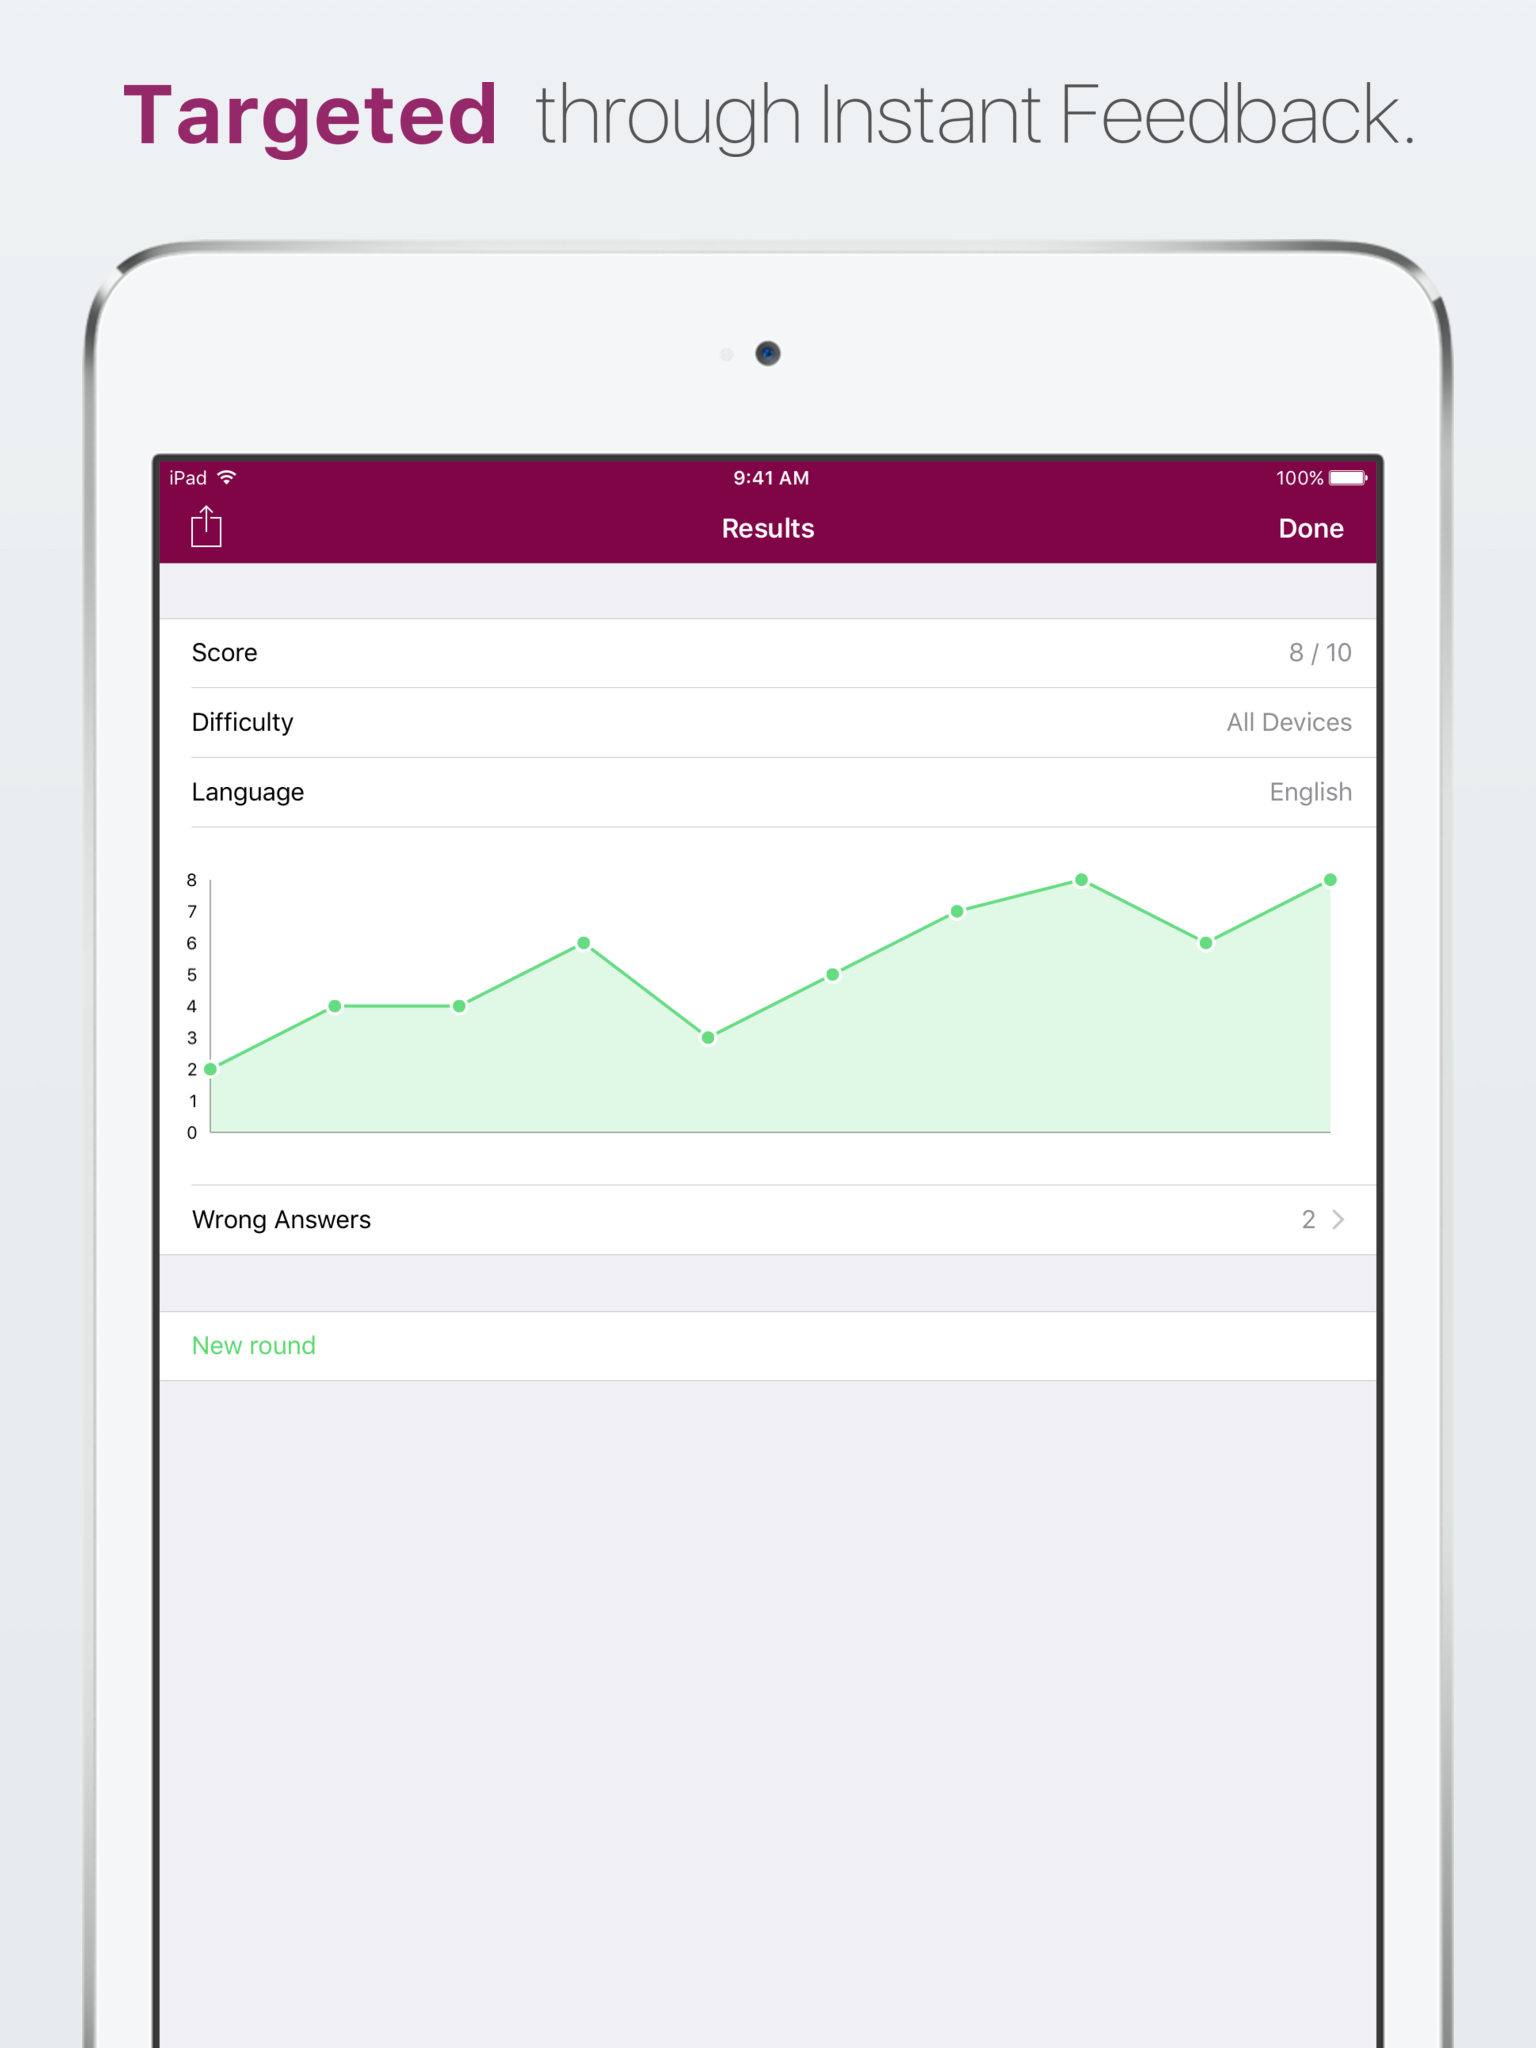 Targeted through Instant Feedback.
iPad 9:41 AM 100%
Results Done
Score 8 / 10
Difficulty All Devices
Language English
8
7
6
5
4
3
2
1
0
Wrong Answers 2
New round